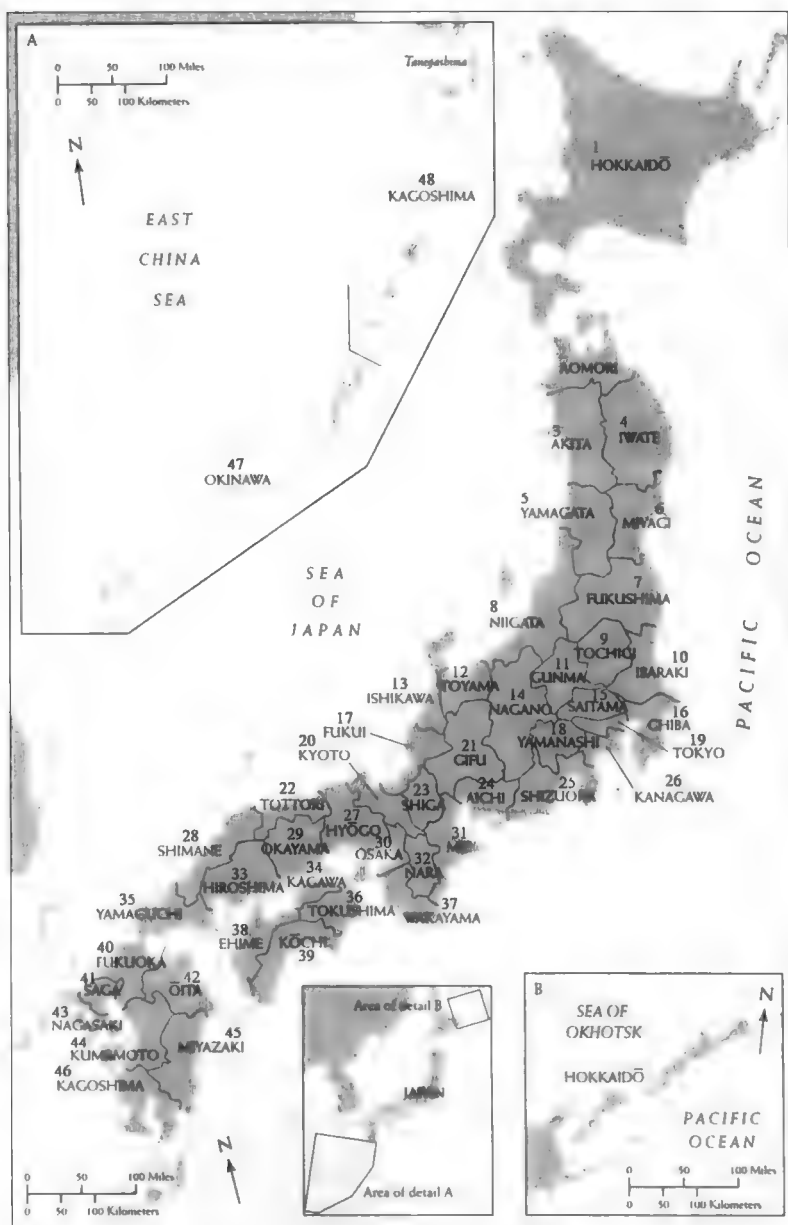 A
0 50 100 Miles
0 50 100 Kilometers
Tanegashima
N
48
KAGOSHIMA
EAST
CHINA
SEA
47
OKINAWA
1
HOKKAIDŌ
AOMORI
3
AKITA
4
IWATE
5
YAMAGATA
6
MIYAGI
PACIFIC OCEAN
SEA
OF
JAPAN
7
FUKUSHIMA
8
NIIGATA
9
TOCHIGI
10
IBARAKI
11
GUNMA
12
TOYAMA
13
ISHIKAWA
14
NAGANO
15
SAITAMA
16
CHIBA
17
FUKUI
18
YAMANASHI
19
TOKYO
20
KYOTO
21
GIFU
22
TOTTORI
23
SHIGA
24
AICHI
25
SHIZUOKA
26
KANAGAWA
27
HYŌGO
28
SHIMANE
29
OKAYAMA
30
OSAKA
31
32
NARA
33
HIROSHIMA
34
KAGAWA
35
YAMAGUCHI
36
TOKUSHIMA
37
WAKAYAMA
38
EHIME
KŌCHI
39
40
FUKUOKA
41
SAGA
42
ŌITA
43
NAGASAKI
44
KUMAMOTO
45
MIYAZAKI
46
KAGOSHIMA
N
0 50 100 Miles
0 50 100 Kilometers
Area of detail B
JAPAN
Area of detail A
B
SEA OF
OKHOTSK
N
HOKKAIDŌ
PACIFIC
OCEAN
0 50 100 Miles
0 50 100 Kilometers